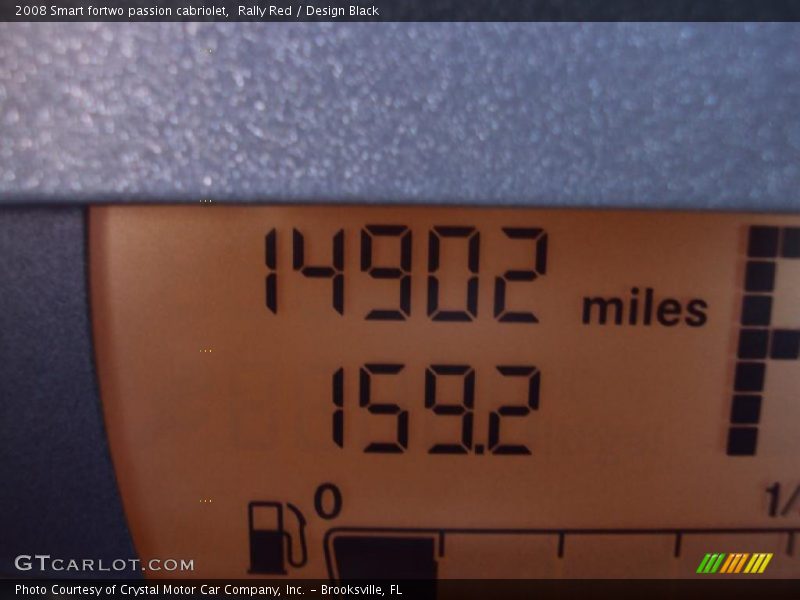 2008 Smart fortwo passion cabriolet,  Rally Red / Design Black
14902 miles
159.2
0
1/
GTCARLOT.COM
Photo Courtesy of Crystal Motor Car Company, Inc. – Brooksville, FL